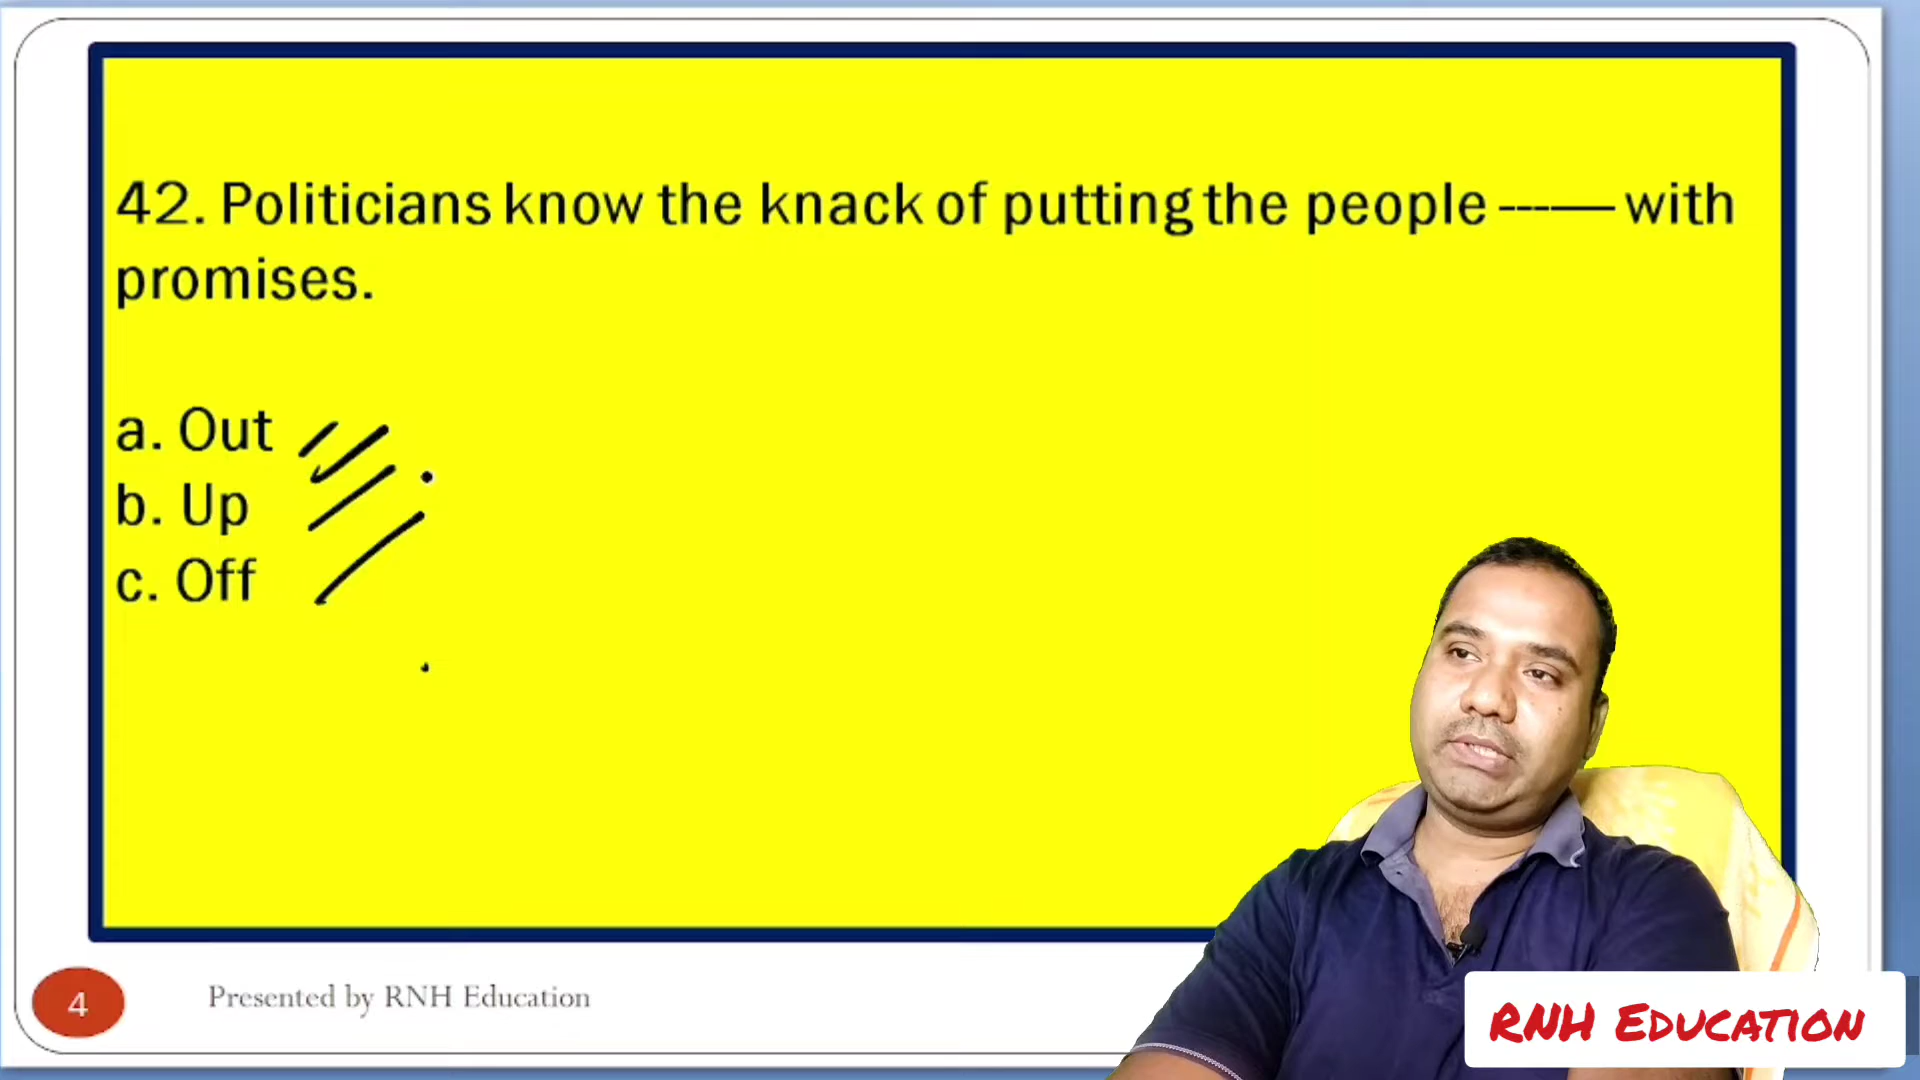 42. Politicians know the knack of putting the people ----— with
promises.
a. Out
b. Up
c. Off
4
Presented by RNH Education
RNH EDUCATION